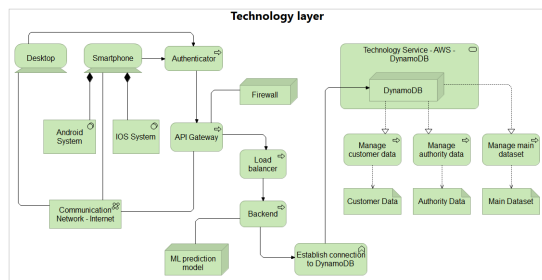 Technology layer
Desktop
Smartphone
Authenticator
Technology Service - AWS -
DynamoDB
DynamoDB
Firewall
Android
System
IOS System
API Gateway
Manage
customer data
Manage
authority data
Manage main
dataset
Load
balancer
Customer Data
Authority Data
Main Dataset
Communication
Network - Internet
Backend
ML prediction
model
Establish connection
to DynamoDB